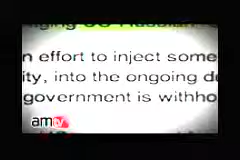 n effort to inject some
ity, into the ongoing d
government is withho
amtv